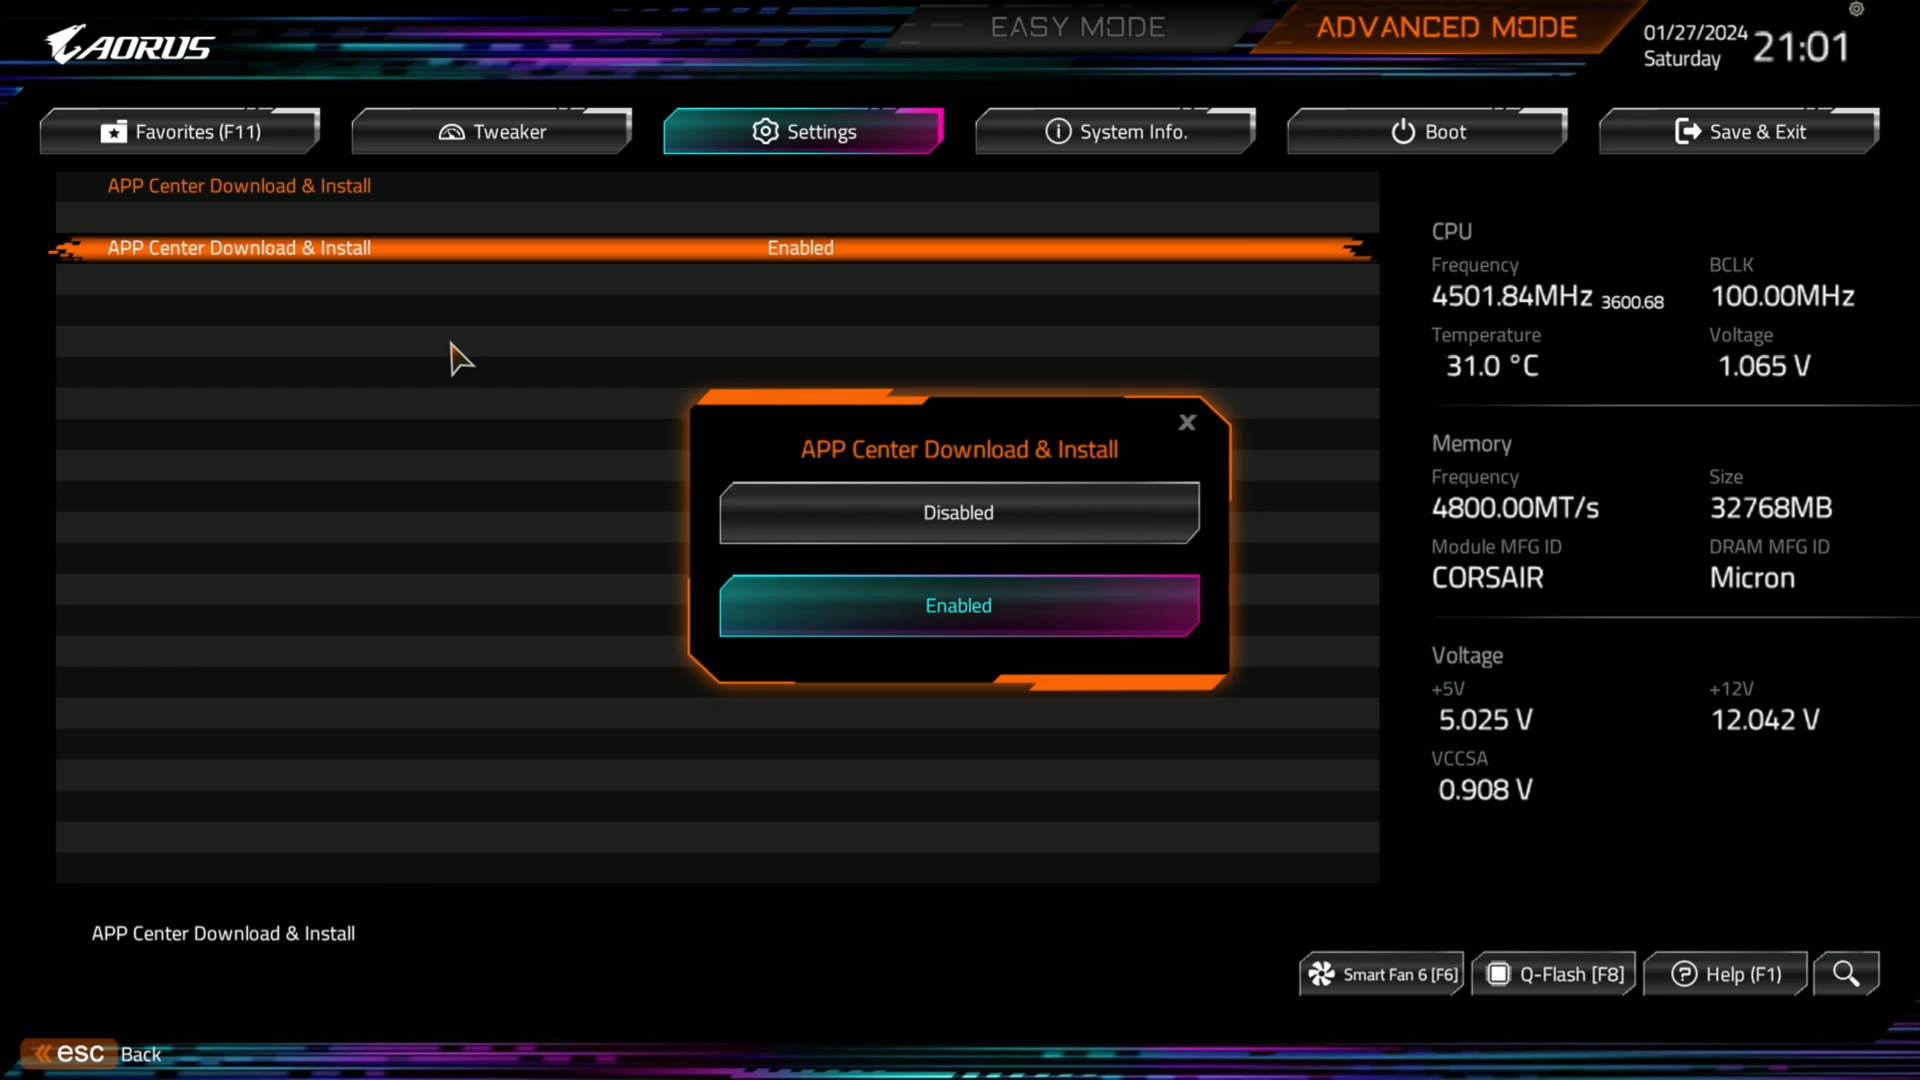 AORUS
EASY MODE
ADVANCED MODE
01/27/2024
Saturday
21:01
Favorites (F11)
Tweaker
Settings
System Info.
Boot
Save & Exit
APP Center Download & Install
APP Center Download & Install Enabled
X
APP Center Download & Install
Disabled
Enabled
CPU
Frequency BCLK
4501.84MHz 3600.68 100.00MHz
Temperature Voltage
31.0 °C 1.065 V
Memory
Frequency Size
4800.00MT/s 32768MB
Module MFG ID DRAM MFG ID
CORSAIR Micron
Voltage
+5V +12V
5.025 V 12.042 V
VCCSA
0.908 V
APP Center Download & Install
Smart Fan 6 [F6]
Q-Flash [F8]
Help (F1)
esc Back